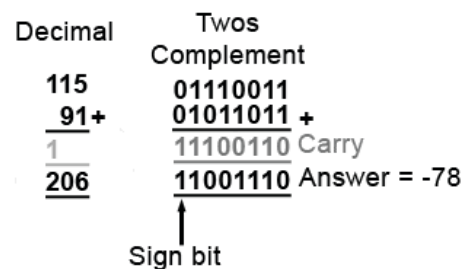 Decimal
Twos
Complement
115 01110011
91+ 01011011 +
1 11100110 Carry
206 11001110 Answer = -78
Sign bit